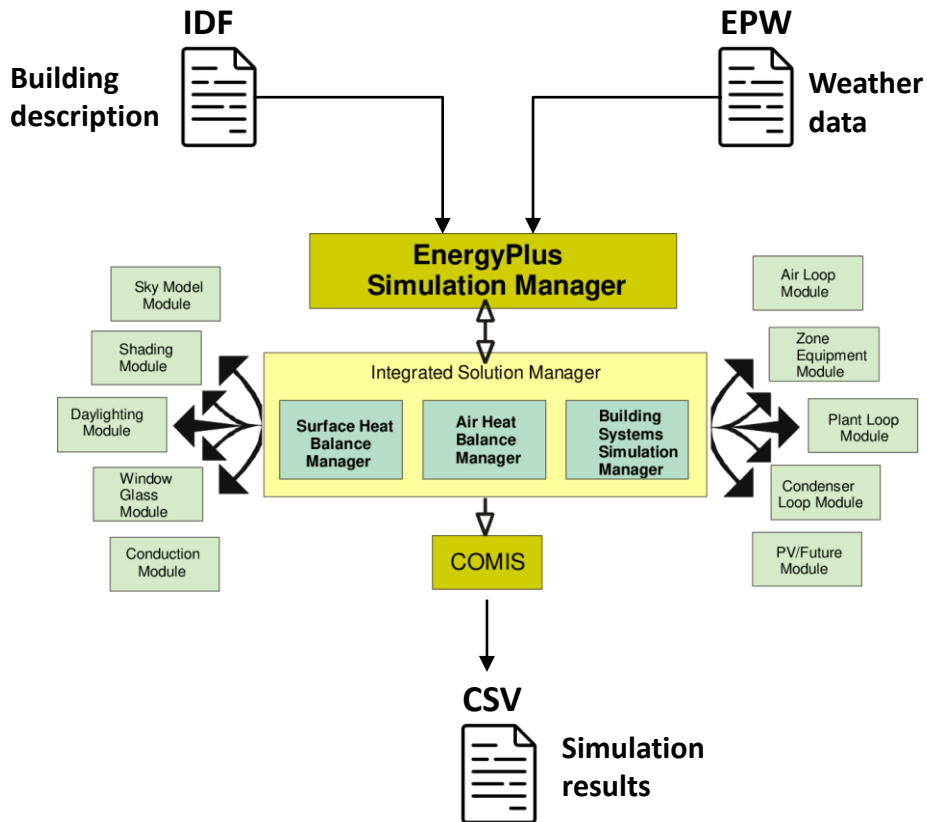 IDF
EPW
Building
description
Weather
data
EnergyPlus
Simulation Manager
Sky Model
Module
Shading
Module
Daylighting
Module
Window
Glass
Module
Conduction
Module
Integrated Solution Manager
Surface Heat
Balance
Manager
Air Heat
Balance
Manager
Building
Systems
Simulation
Manager
Air Loop
Module
Zone
Equipment
Module
Plant Loop
Module
Condenser
Loop Module
PV/Future
Module
COMIS
CSV
Simulation
results